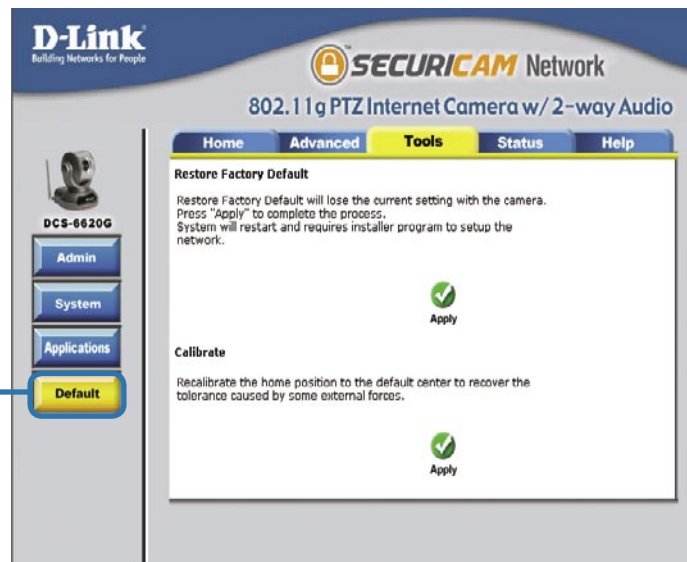 D-Link
Building Networks for People
SECURICAM Network
802.11g PTZ Internet Camera w/ 2-way Audio
Home Advanced Tools Status Help
DCS-6620G
Admin
System
Applications
Default
Restore Factory Default
Restore Factory Default will lose the current setting with the camera.
Press "Apply" to complete the process.
System will restart and requires installer program to setup the
network.
Apply
Calibrate
Recalibrate the home position to the default center to recover the
tolerance caused by some external forces.
Apply